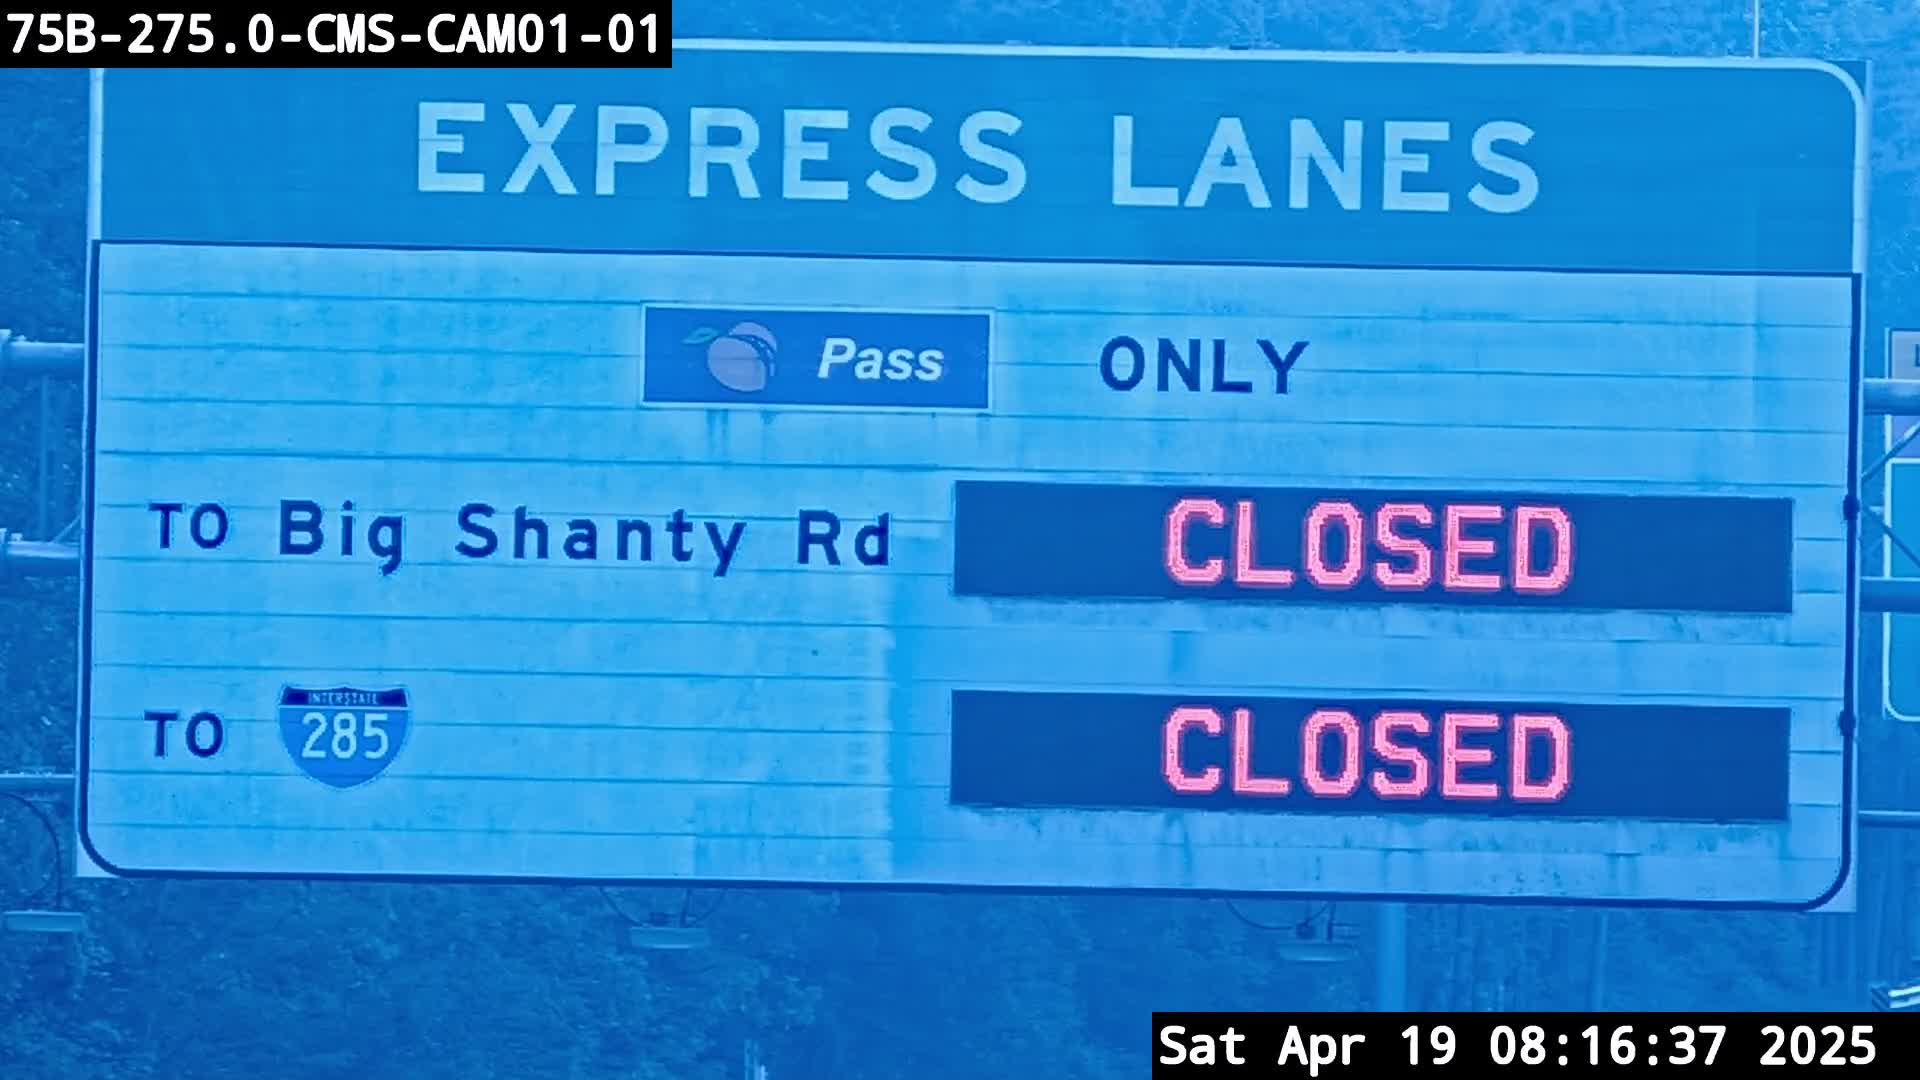 75B-275.0-CMS-CAM01-01
EXPRESS LANES
Pass ONLY
TO Big Shanty Rd CLOSED
INTERSTATE
TO 285 CLOSED
Sat Apr 19 08:16:37 2025